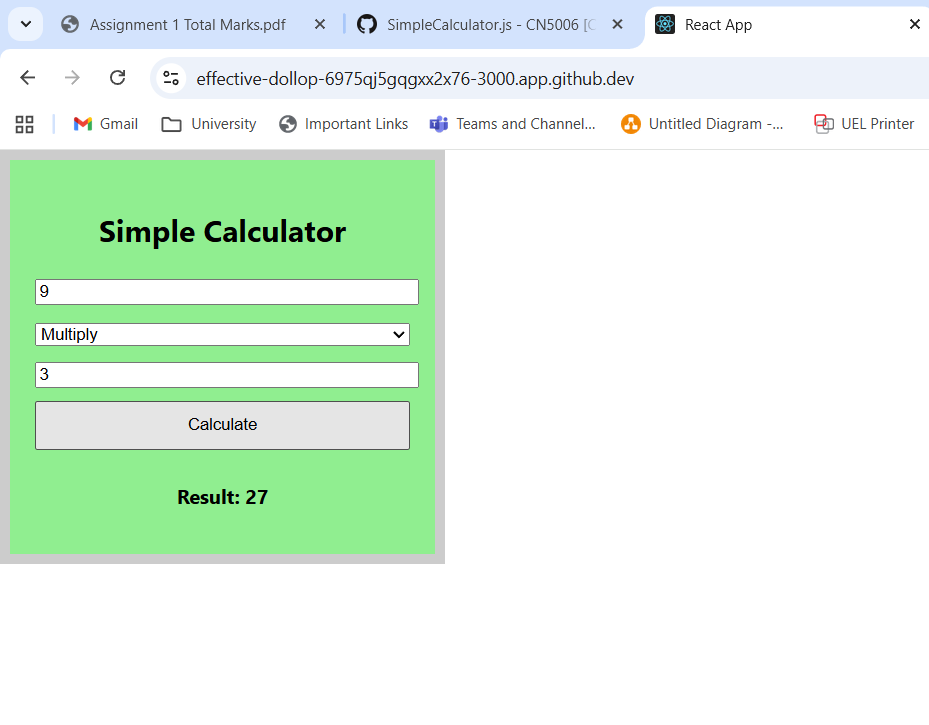 Assignment 1 Total Marks.pdf
SimpleCalculator.js - CN5006 [C
React App
effective-dollop-6975qj5gqgxx2x76-3000.app.github.dev
Gmail
University
Important Links
Teams and Channel...
Untitled Diagram -...
UEL Printer
Simple Calculator
9
Multiply
3
Calculate
Result: 27